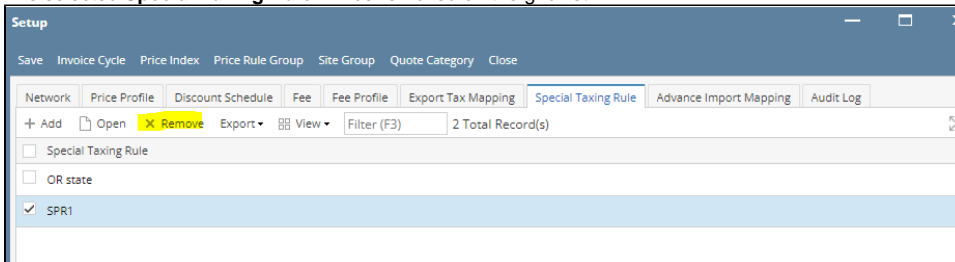 Setup
Save Invoice Cycle Price Index Price Rule Group Site Group Quote Category Close
Network Price Profile Discount Schedule Fee Fee Profile Export Tax Mapping Special Taxing Rule Advance Import Mapping Audit Log
+ Add Open X Remove Export View Filter (F3) 2 Total Record(s)
Special Taxing Rule
OR state
SPR1